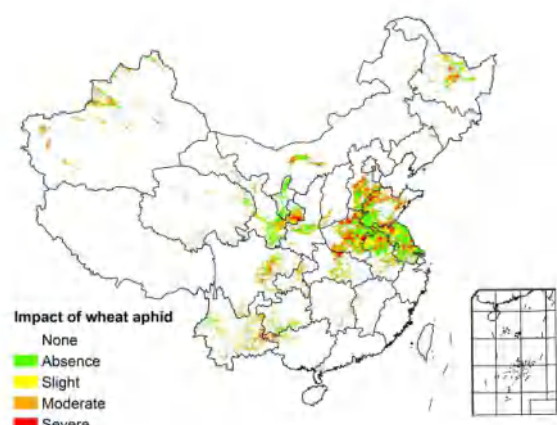 Impact of wheat aphid
None
Absence
Slight
Moderate
Severe